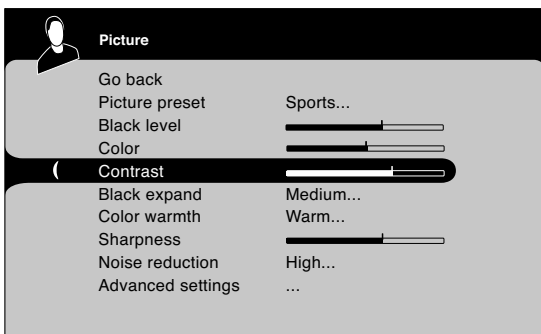 Picture
Go back
Picture preset Sports...
Black level
Color
Contrast
Black expand Medium...
Color warmth Warm...
Sharpness
Noise reduction High...
Advanced settings ...